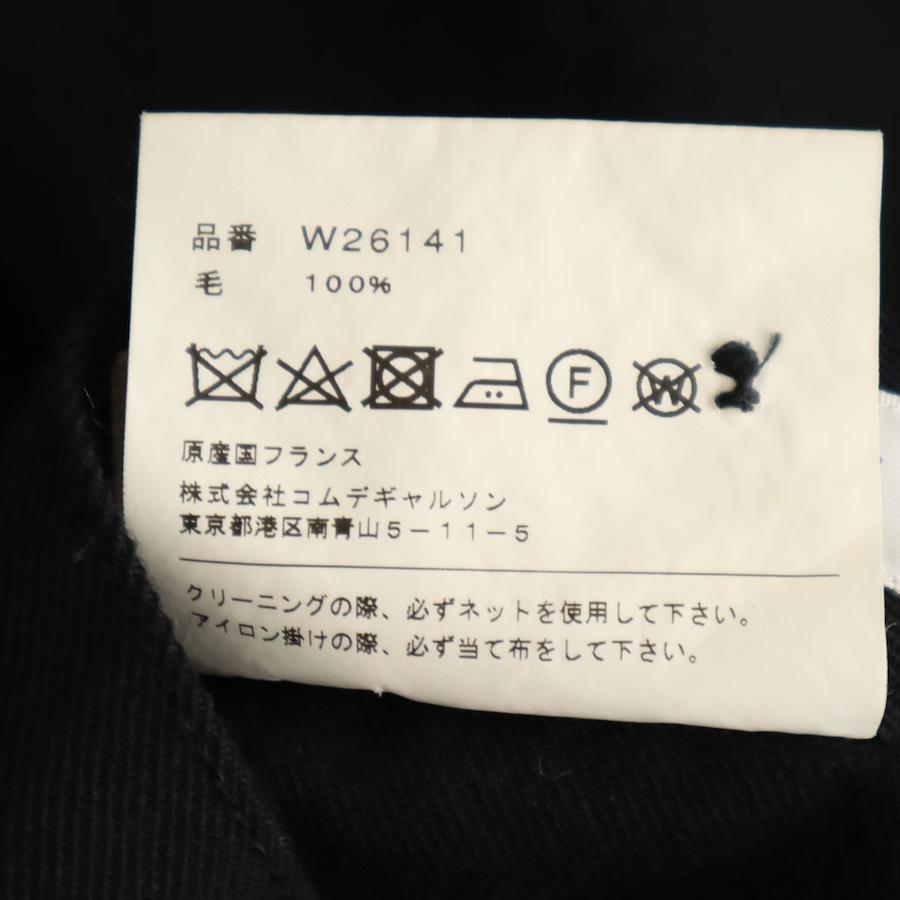 品番 W26141
毛 100%
F W
原産国フランス
株式会社コムデギャルソン
東京都港区南青山5－11－5
クリーニングの際、必ずネットを使用して下さい。
アイロン掛けの際、必ず当て布をして下さい。